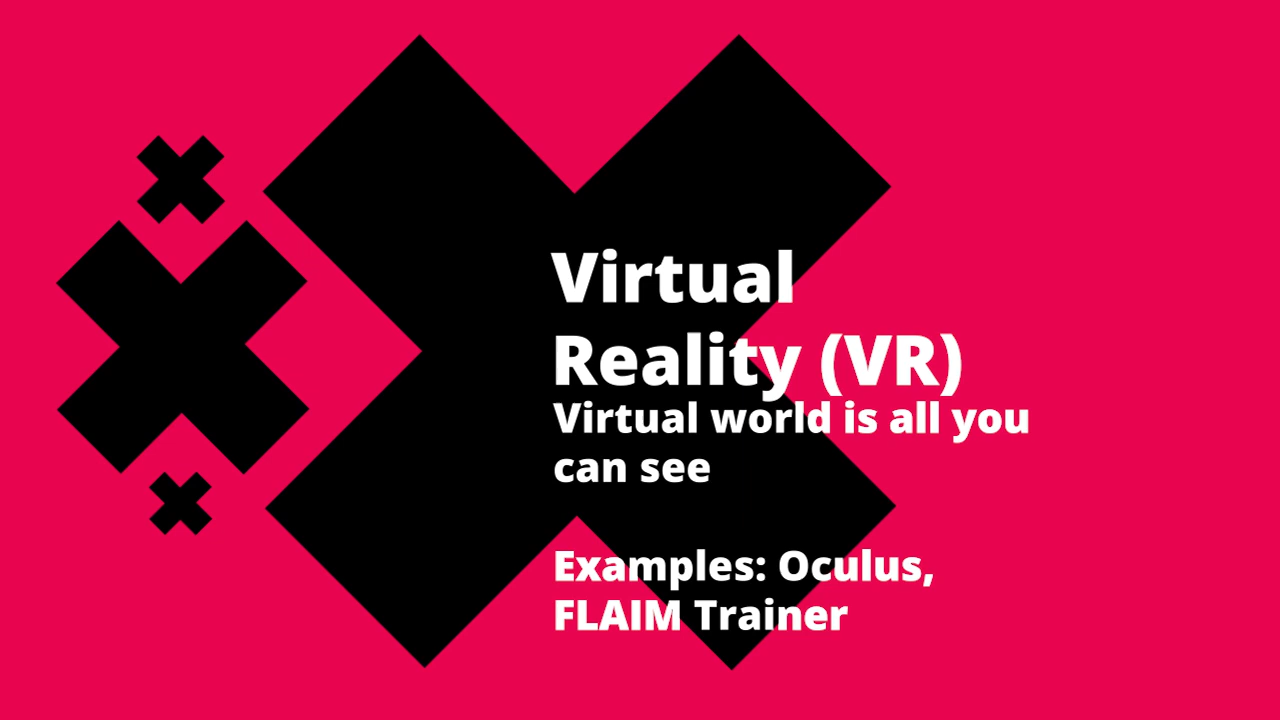 Virtual
Reality (VR)
Virtual world is all you
can see
Examples: Oculus,
FLAIM Trainer